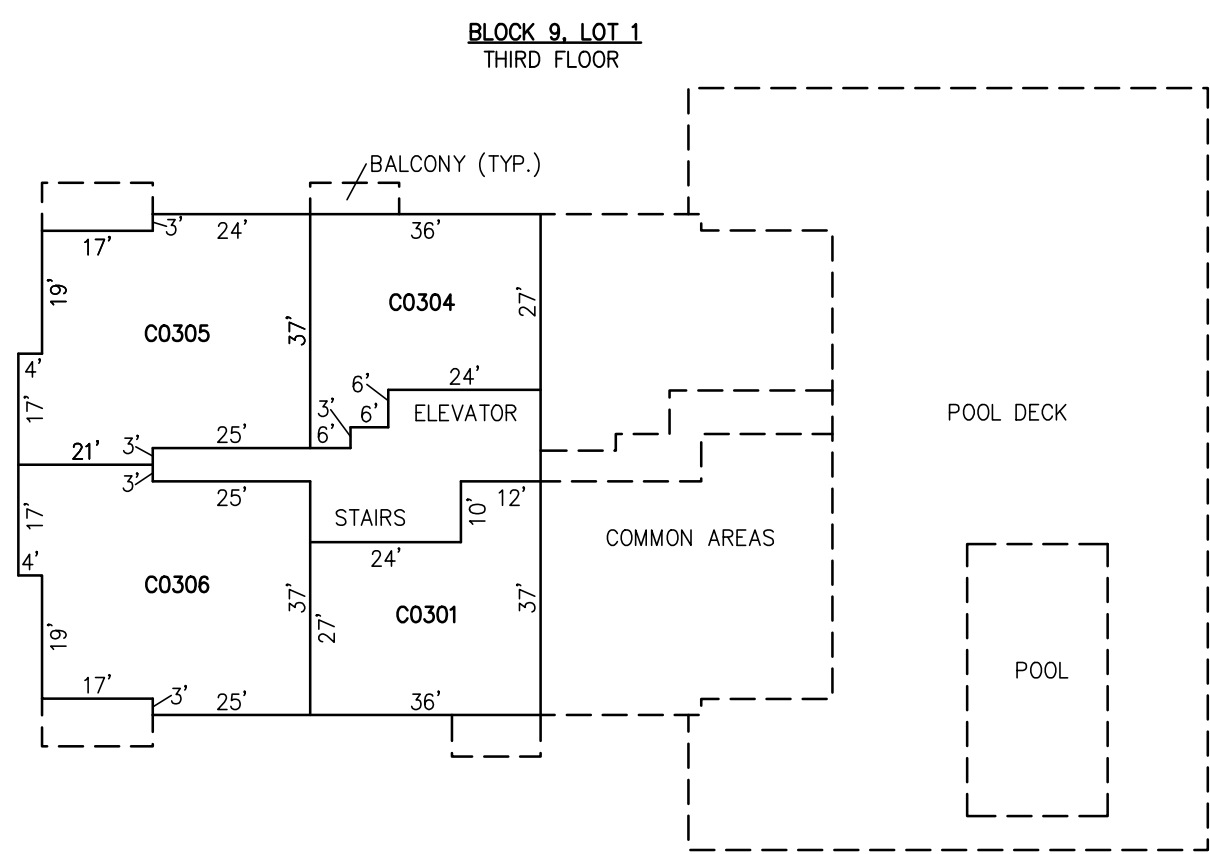 BLOCK 9, LOT 1
THIRD FLOOR
BALCONY (TYP.)
3'
24'
36'
17'
19'
C0305
37'
C0304
27'
4'
17'
6'
24'
3'
6'
ELEVATOR
POOL DECK
21'
3'
25'
6'
3'
25'
17'
STAIRS
10'
12'
COMMON AREAS
24'
4'
C0306
37'
27'
C0301
37'
19'
POOL
17'
3'
25'
36'